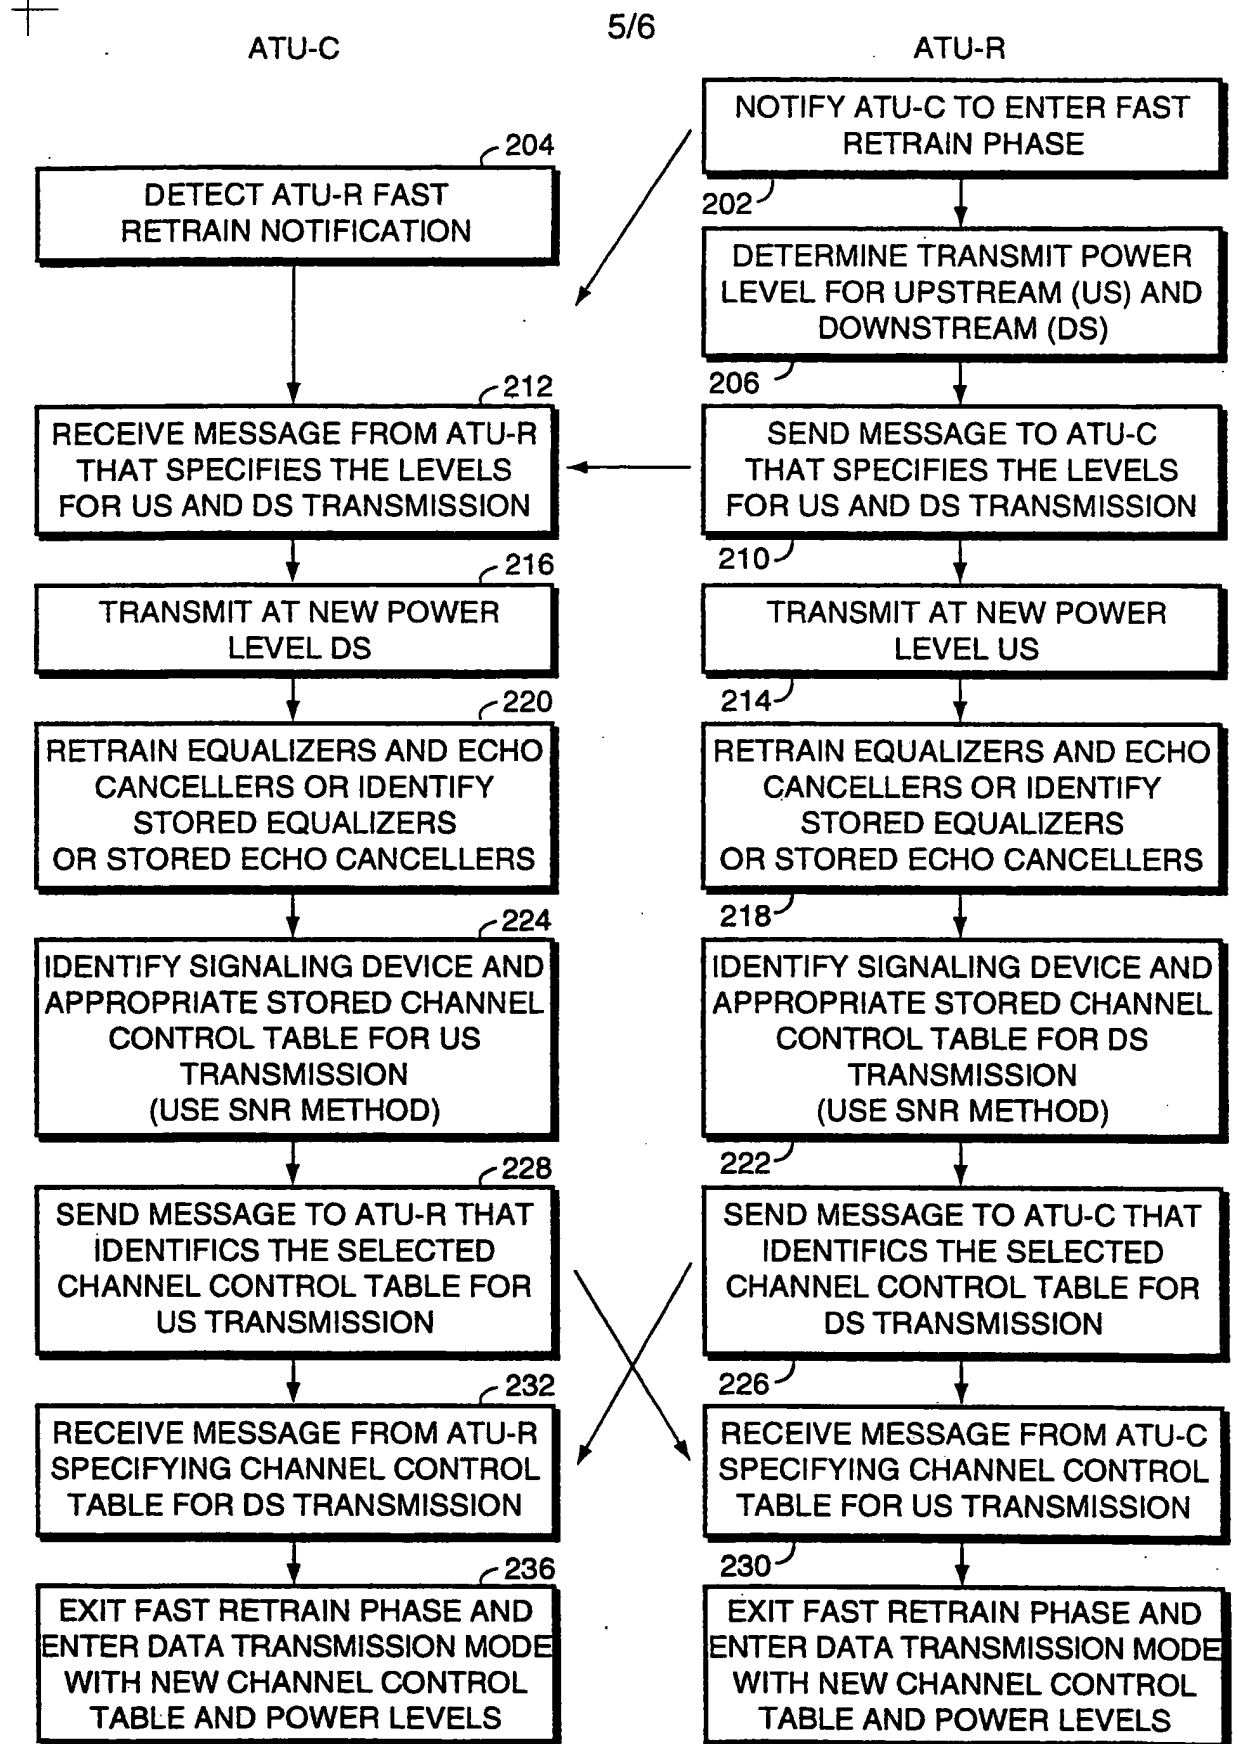 5/6
ATU-C
ATU-R
NOTIFY ATU-C TO ENTER FAST
RETRAIN PHASE
202
204
DETECT ATU-R FAST
RETRAIN NOTIFICATION
DETERMINE TRANSMIT POWER
LEVEL FOR UPSTREAM (US) AND
DOWNSTREAM (DS)
206
212
RECEIVE MESSAGE FROM ATU-R
THAT SPECIFIES THE LEVELS
FOR US AND DS TRANSMISSION
SEND MESSAGE TO ATU-C
THAT SPECIFIES THE LEVELS
FOR US AND DS TRANSMISSION
210
216
TRANSMIT AT NEW POWER
LEVEL DS
TRANSMIT AT NEW POWER
LEVEL US
214
220
RETRAIN EQUALIZERS AND ECHO
CANCELLERS OR IDENTIFY
STORED EQUALIZERS
OR STORED ECHO CANCELLERS
RETRAIN EQUALIZERS AND ECHO
CANCELLERS OR IDENTIFY
STORED EQUALIZERS
OR STORED ECHO CANCELLERS
218
224
IDENTIFY SIGNALING DEVICE AND
APPROPRIATE STORED CHANNEL
CONTROL TABLE FOR US
TRANSMISSION
(USE SNR METHOD)
IDENTIFY SIGNALING DEVICE AND
APPROPRIATE STORED CHANNEL
CONTROL TABLE FOR DS
TRANSMISSION
(USE SNR METHOD)
222
228
SEND MESSAGE TO ATU-R THAT
IDENTIFICS THE SELECTED
CHANNEL CONTROL TABLE FOR
US TRANSMISSION
SEND MESSAGE TO ATU-C THAT
IDENTIFICS THE SELECTED
CHANNEL CONTROL TABLE FOR
DS TRANSMISSION
226
232
RECEIVE MESSAGE FROM ATU-R
SPECIFYING CHANNEL CONTROL
TABLE FOR DS TRANSMISSION
RECEIVE MESSAGE FROM ATU-C
SPECIFYING CHANNEL CONTROL
TABLE FOR US TRANSMISSION
230
236
EXIT FAST RETRAIN PHASE AND
ENTER DATA TRANSMISSION MODE
WITH NEW CHANNEL CONTROL
TABLE AND POWER LEVELS
EXIT FAST RETRAIN PHASE AND
ENTER DATA TRANSMISSION MODE
WITH NEW CHANNEL CONTROL
TABLE AND POWER LEVELS